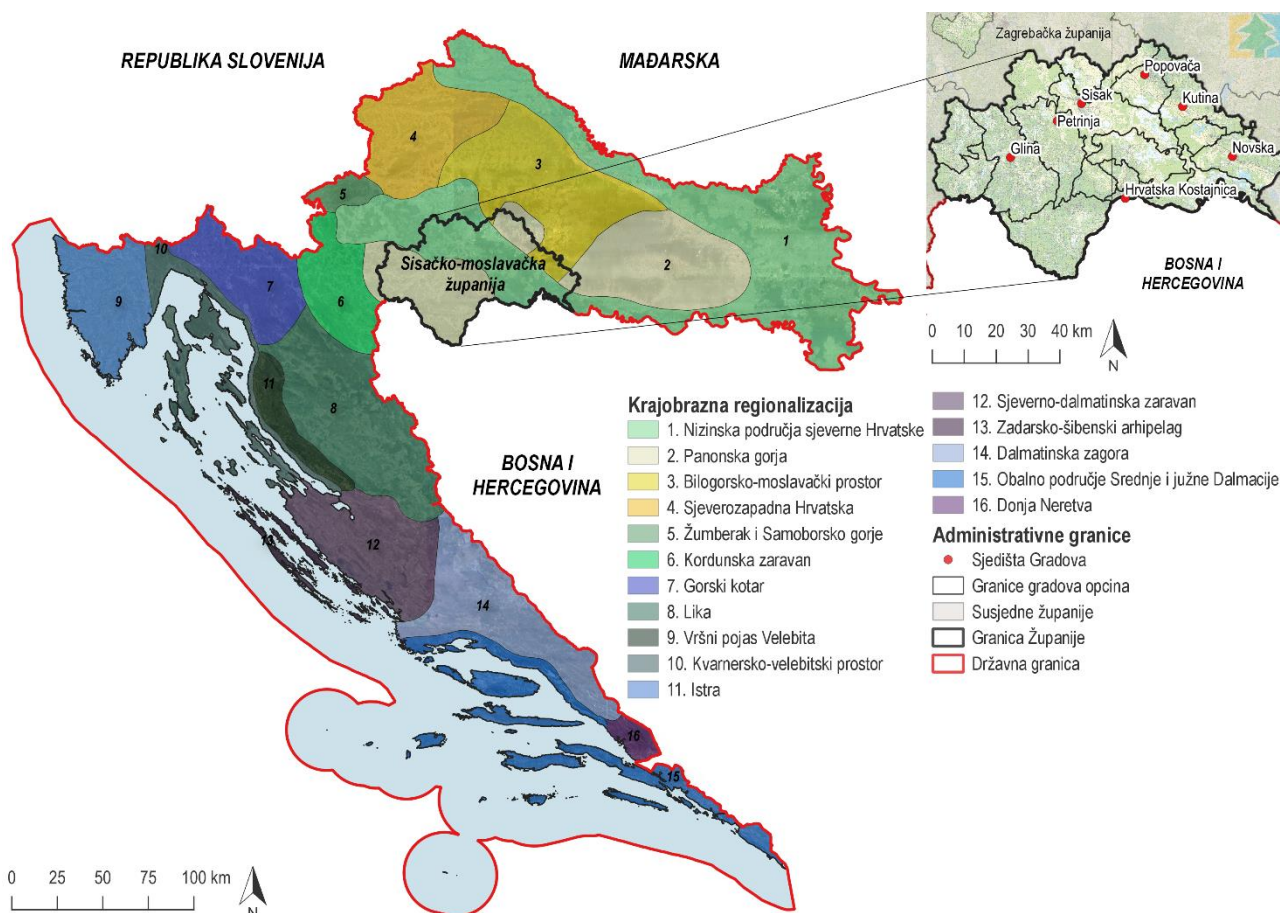 REPUBLIKA SLOVENIJA
MAĐARSKA
4
3
5
1
2
10
7
9
6
Sisačko-moslavačka
županija
11
8
BOSNA I
HERCEGOVINA
13
12
14
16
15
0 25 50 75 100 km
N
Zagrebačka županija
Popovača
Sisak
Kutina
Petrinja
Glina
Novska
Hrvatska Kostajnica
BOSNA I
HERCEGOVINA
0 10 20 30 40 km
N
Krajobrazna regionalizacija
1. Nizinska područja sjeverne Hrvatske
2. Panonska gorja
3. Bilogorsko-moslavački prostor
4. Sjeverozapadna Hrvatska
5. Žumberak i Samoborsko gorje
6. Kordunska zaravan
7. Gorski kotar
8. Lika
9. Vršni pojas Velebita
10. Kvarnersko-velebitski prostor
11. Istra
12. Sjeverno-dalmatinska zaravan
13. Zadarsko-šibenski arhipelag
14. Dalmatinska zagora
15. Obalno područje Srednje i južne Dalmacije
16. Donja Neretva
Administrativne granice
Sjedišta Gradova
Granice gradova opcina
Susjedne županije
Granica Županije
Državna granica